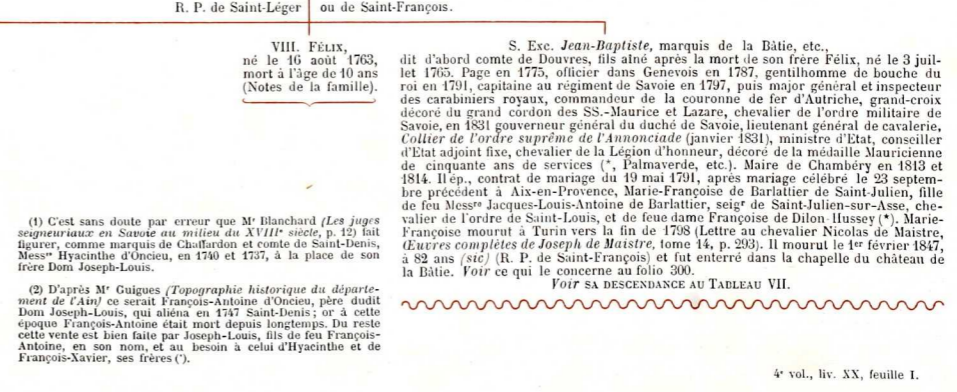 R. P. de Saint-Léger ou de Saint-François.
VIII. FÉLIX,
né le 16 août 1763,
mort à l'âge de 10 ans
(Notes de la famille).
S. Exc. Jean-Baptiste, marquis de la Bâtie, etc.,
dit d'abord comte de Douvres, fils aîné après la mort de son frère Félix, né le 3 juil-
let 1765. Page en 1775, officier dans Genevois en 1787, gentilhomme de bouche du
roi en 1791, capitaine au régiment de Savoie en 1797, puis major général et inspecteur
des carabiniers royaux, commandeur de la couronne de fer d'Autriche, grand-croix
décoré du grand cordon des SS.-Maurice et Lazare, chevalier de l'ordre militaire de
Savoie, en 1831 gouverneur général du duché de Savoie, lieutenant général de cavalerie,
Collier de l'ordre suprême de l'Annonciade (janvier 1831), ministre d'Etat, conseiller
d'Etat adjoint fixe, chevalier de la Légion d'honneur, décoré de la médaille Mauricienne
de cinquante ans de services (*, Palmaverde, etc.). Maire de Chambéry en 1813 et
1814. Il ép., contrat de mariage du 19 mai 1791, après mariage célébré le 23 septem-
bre précédent à Aix-en-Provence, Marie-Françoise de Barlattier de Saint-Julien, fille
de feu Messre Jacques-Louis-Antoine de Barlattier, seigr de Saint-Julien-sur-Asse, che-
valier de l'ordre de Saint-Louis, et de feue dame Françoise de Dilon-Hussey (*). Marie-
Françoise mourut à Turin vers la fin de 1798 (Lettre au chevalier Nicolas de Maistre,
(Œuvres complètes de Joseph de Maistre, tome 14, p. 293). Il mourut le 1er février 1847,
à 82 ans (sic) (R. P. de Saint-François) et fut enterré dans la chapelle du château de
la Bâtie. Voir ce qui le concerne au folio 300.
Voir SA DESCENDANCE AU TABLEAU VII.
(1) C'est sans doute par erreur que Mr Blanchard (Les juges
seigneuriaux en Savoie au milieu du XVIIIe siècle, p. 12) fait
figurer, comme marquis de Chaffardon et comte de Saint-Denis,
Messre Hyacinthe d'Oncieu, en 1740 et 1737, à la place de son
frère Dom Joseph-Louis.
(2) D'après Mr Guigues (Topographie historique du départe-
ment de l'Ain) ce serait François-Antoine d'Oncieu, père dudit
Dom Joseph-Louis, qui aliéna en 1747 Saint-Denis ; or à cette
époque François-Antoine était mort depuis longtemps. Du reste
cette vente est bien faite par Joseph-Louis, fils de feu François-
Antoine, en son nom, et au besoin à celui d'Hyacinthe et de
François-Xavier, ses frères (*).
4e vol., liv. XX, feuille I.